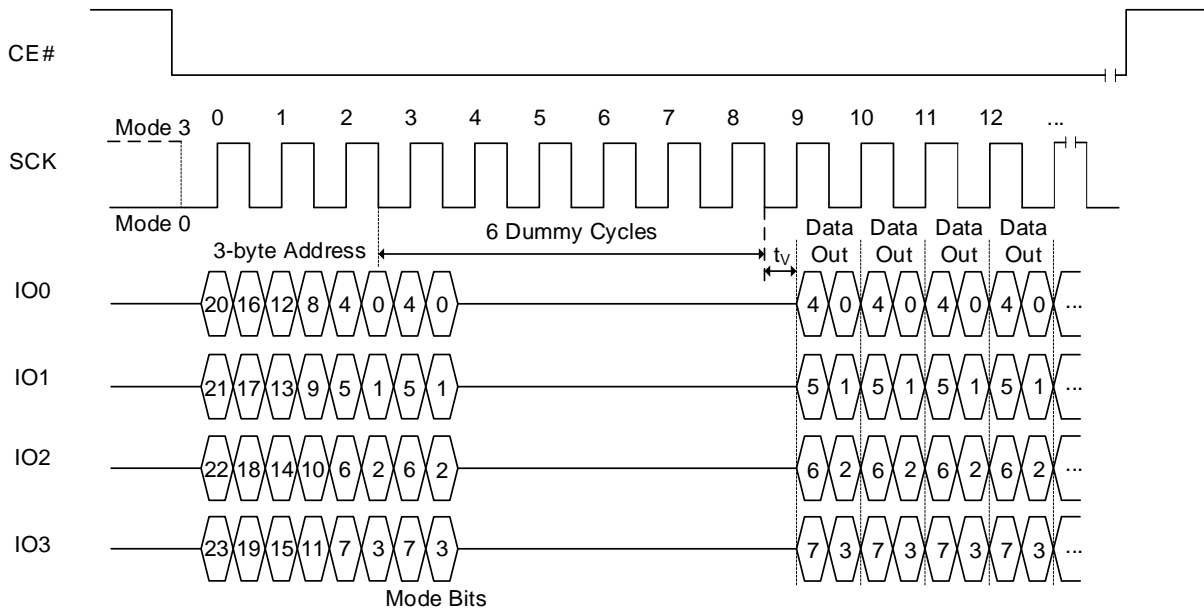 CE#
0 1 2 3 4 5 6 7 8 9 10 11 12 ...
Mode 3
SCK
Mode 0
6 Dummy Cycles
Data Data Data Data
3-byte Address
tV
Out Out Out Out
IO0 20 16 12 8 4 0 4 0 4 0 4 0 4 0 4 0 ...
IO1 21 17 13 9 5 1 5 1 5 1 5 1 5 1 5 1 ...
IO2 22 18 14 10 6 2 6 2 6 2 6 2 6 2 6 2 ...
IO3 23 19 15 11 7 3 7 3 7 3 7 3 7 3 7 3 ...
Mode Bits